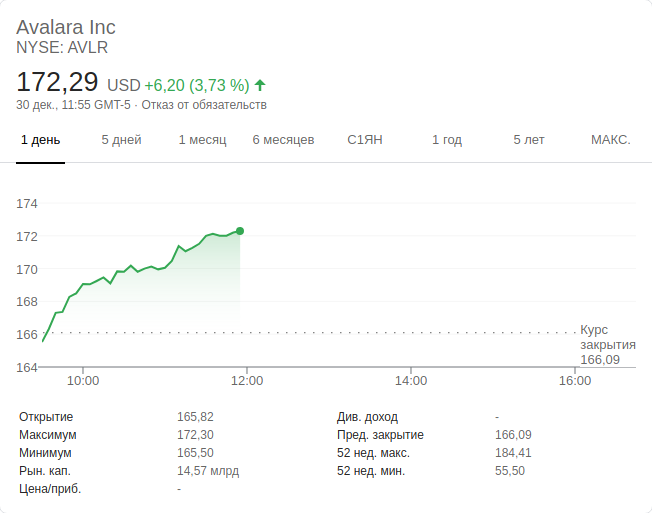 Avalara Inc
NYSE: AVLR
172,29 USD +6,20 (3,73 %)
30 дек., 11:55 GMT-5 · Отказ от обязательств
1 день 5 дней 1 месяц 6 месяцев С1ЯН 1 год 5 лет МАКС.
174
172
170
168
166
164
Курс
закрытия
166,09
10:00 12:00 14:00 16:00
Открытие 165,82 Див. доход -
Максимум 172,30 Пред. закрытие 166,09
Минимум 165,50 52 нед. макс. 184,41
Рын. кап. 14,57 млрд 52 нед. мин. 55,50
Цена/приб. -